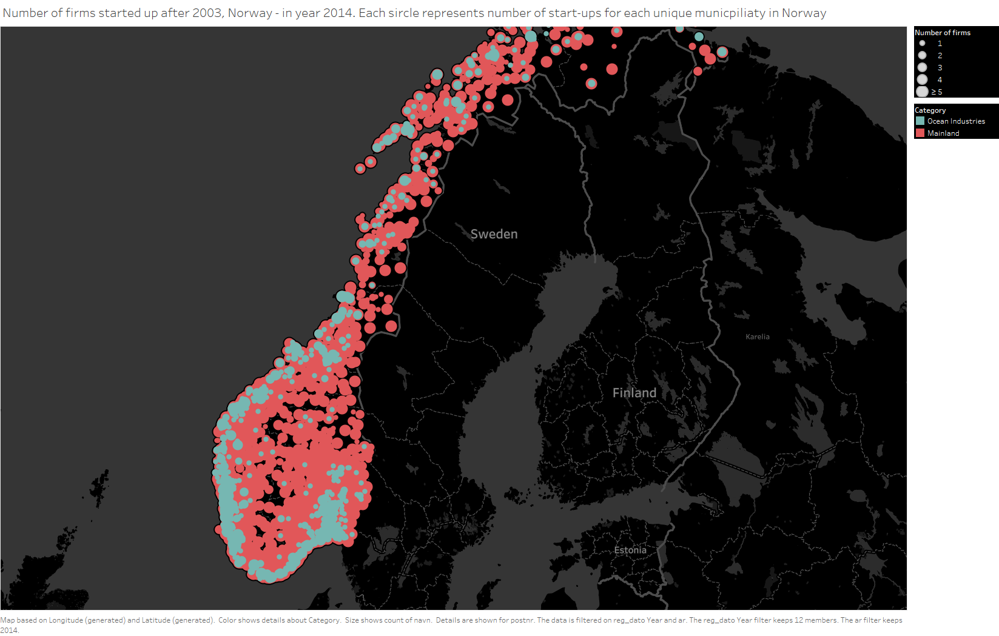 Number of firms started up after 2003, Norway - in year 2014. Each sircle represents number of start-ups for each unique municpiliaty in Norway
Number of firms
1
2
3
4
≥ 5
Category
Ocean Industries
Mainland
Sweden
Karelia
Finland
Estonia
Map based on Longitude (generated) and Latitude (generated). Color shows details about Category. Size shows count of navn. Details are shown for postnr. The data is filtered on reg_dato Year and ar. The reg_dato Year filter keeps 12 members. The ar filter keeps
2014.